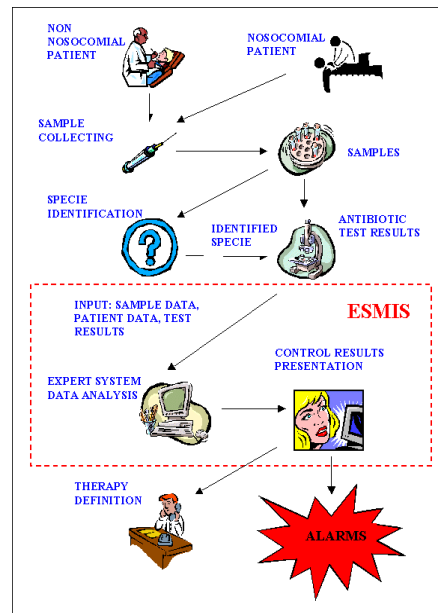 NON
NOSOCOMIAL
PATIENT
NOSOCOMIAL
PATIENT
SAMPLE
COLLECTING
SAMPLES
SPECIE
IDENTIFICATION
IDENTIFIED
SPECIE
ANTIBIOTIC
TEST RESULTS
INPUT: SAMPLE DATA,
PATIENT DATA, TEST
RESULTS
ESMIS
EXPERT SYSTEM
DATA ANALYSIS
CONTROL RESULTS
PRESENTATION
THERAPY
DEFINITION
ALARMS